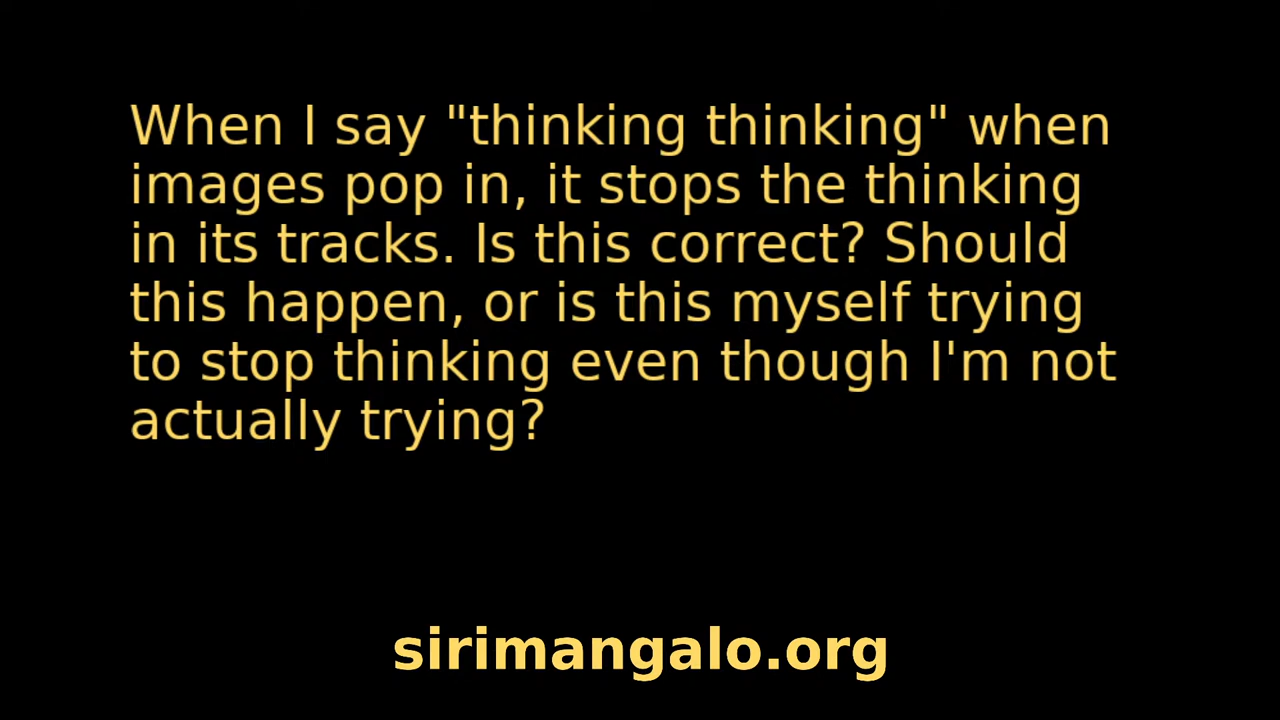 When I say "thinking thinking" when
images pop in, it stops the thinking
in its tracks. Is this correct? Should
this happen, or is this myself trying
to stop thinking even though I'm not
actually trying?
sirimangalo.org